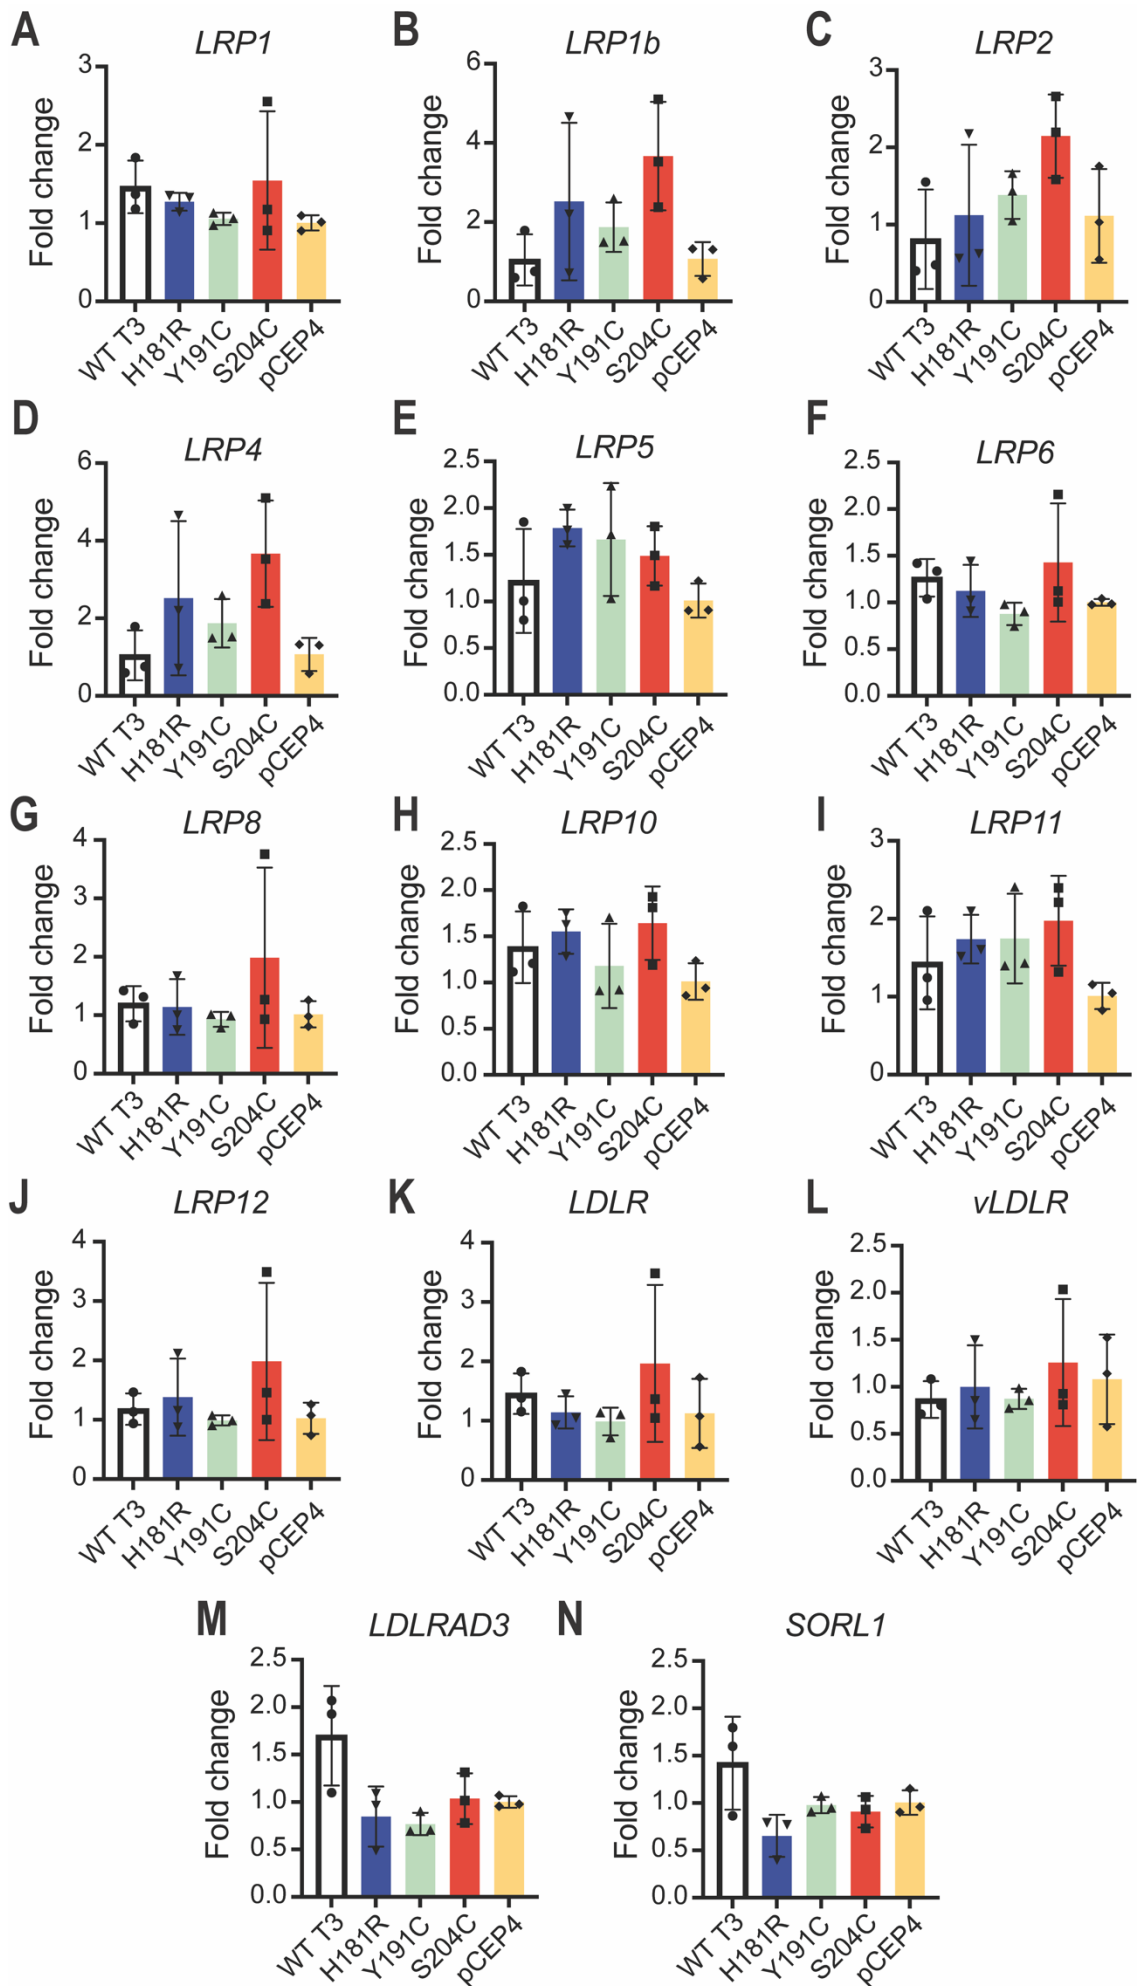 A
LRP1
Fold change
3
2
1
0
WT T3
H181R
Y191C
S204C
pCEP4
B
LRP1b
Fold change
6
4
2
0
WT T3
H181R
Y191C
S204C
pCEP4
C
LRP2
Fold change
3
2
1
0
WT T3
H181R
Y191C
S204C
pCEP4
D
LRP4
Fold change
6
4
2
0
WT T3
H181R
Y191C
S204C
pCEP4
E
LRP5
Fold change
2.5
2.0
1.5
1.0
0.5
0.0
WT T3
H181R
Y191C
S204C
pCEP4
F
LRP6
Fold change
2.5
2.0
1.5
1.0
0.5
0.0
WT T3
H181R
Y191C
S204C
pCEP4
G
LRP8
Fold change
4
3
2
1
0
WT T3
H181R
Y191C
S204C
pCEP4
H
LRP10
Fold change
2.5
2.0
1.5
1.0
0.5
0.0
WT T3
H181R
Y191C
S204C
pCEP4
I
LRP11
Fold change
3
2
1
0
WT T3
H181R
Y191C
S204C
pCEP4
J
LRP12
Fold change
4
3
2
1
0
WT T3
H181R
Y191C
S204C
pCEP4
K
LDLR
Fold change
4
3
2
1
0
WT T3
H181R
Y191C
S204C
pCEP4
L
vLDLR
Fold change
2.5
2.0
1.5
1.0
0.5
0.0
WT T3
H181R
Y191C
S204C
pCEP4
M
LDLRAD3
Fold change
2.5
2.0
1.5
1.0
0.5
0.0
WT T3
H181R
Y191C
S204C
pCEP4
N
SORL1
Fold change
2.5
2.0
1.5
1.0
0.5
0.0
WT T3
H181R
Y191C
S204C
pCEP4